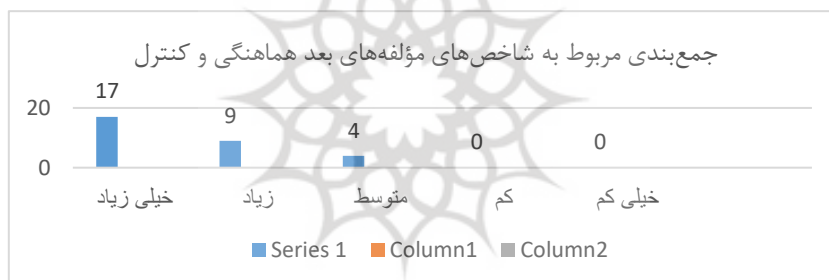 جمع‌بندی مربوط به شاخص‌های مؤلفه‌های بعد هماهنگی و کنترل
17
9
4
0
0
20
0
خیلی زیاد
زیاد
متوسط
کم
خیلی کم
Series 1 Column1 Column2